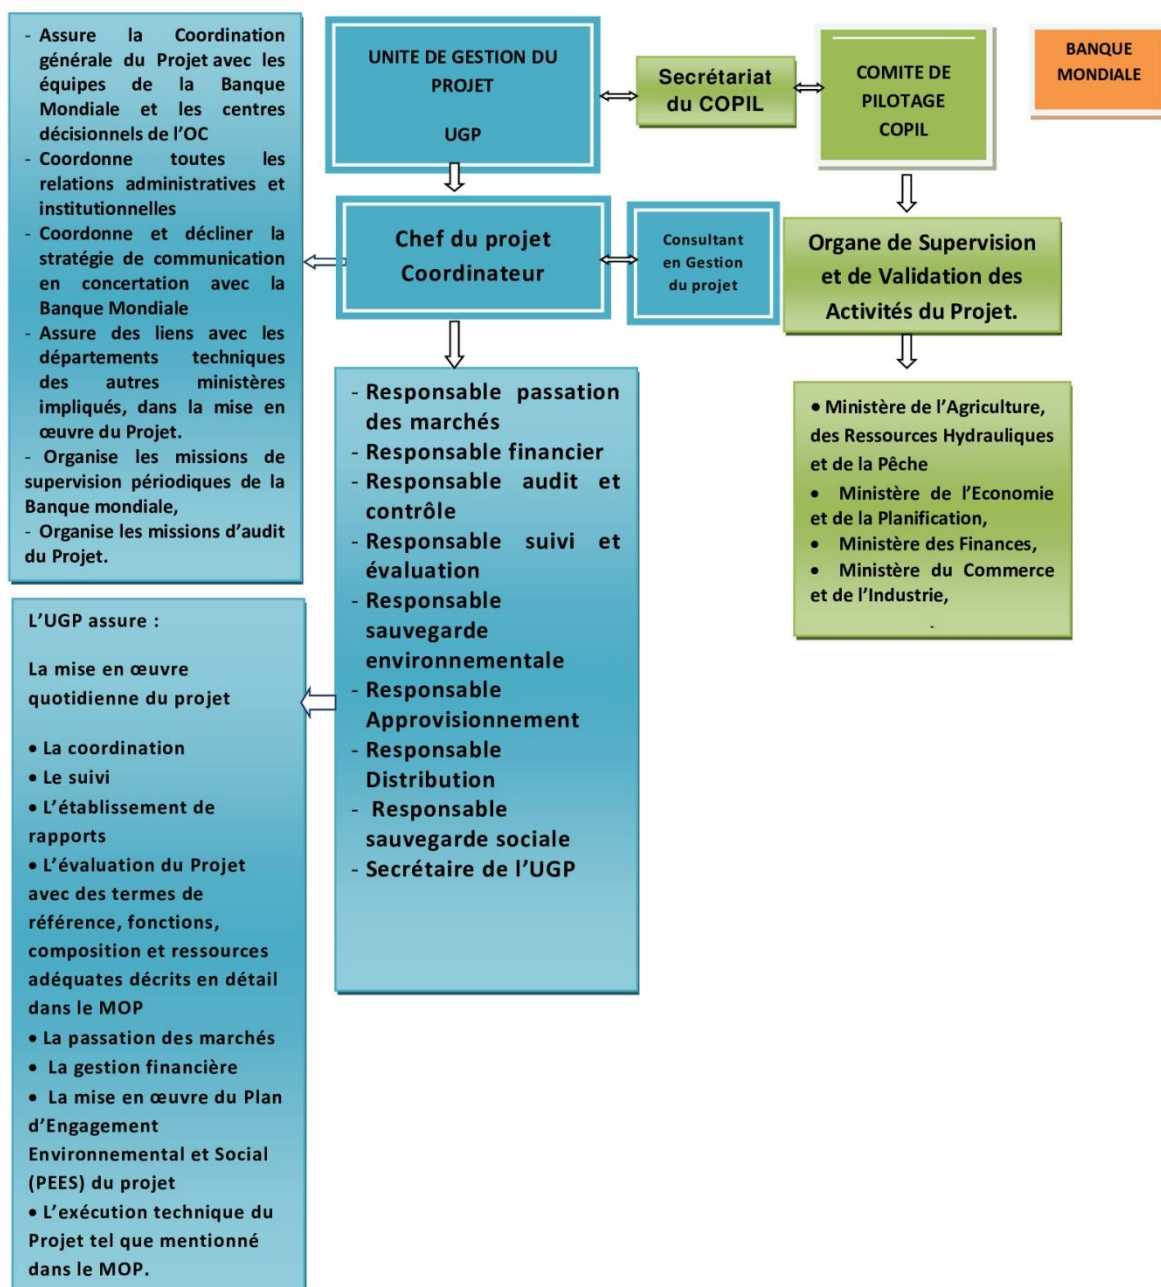 - Assure la Coordination
générale du Projet avec les
équipes de la Banque
Mondiale et les centres
décisionnels de l’OC
- Coordonne toutes les
relations administratives et
institutionnelles
- Coordonne et décliner la
stratégie de communication
en concertation avec la
Banque Mondiale
- Assure des liens avec les
départements techniques
des autres ministères
impliqués, dans la mise en
œuvre du Projet.
- Organise les missions de
supervision périodiques de la
Banque mondiale,
- Organise les missions d’audit
du Projet.
UNITE DE GESTION DU
PROJET
UGP
Secrétariat
du COPIL
COMITE DE
PILOTAGE
COPIL
BANQUE
MONDIALE
Chef du projet
Coordinateur
Consultant
en Gestion
du projet
Organe de Supervision
et de Validation des
Activités du Projet.
- Responsable passation
des marchés
- Responsable financier
- Responsable audit et
contrôle
- Responsable suivi et
évaluation
- Responsable
sauvegarde
environnementale
- Responsable
Approvisionnement
- Responsable
Distribution
- Responsable
sauvegarde sociale
- Secrétaire de l’UGP
• Ministère de l’Agriculture,
des Ressources Hydrauliques
et de la Pêche
• Ministère de l’Economie
et de la Planification,
• Ministère des Finances,
• Ministère du Commerce
et de l’Industrie,
-
L’UGP assure :
La mise en œuvre
quotidienne du projet
• La coordination
• Le suivi
• L’établissement de
rapports
• L’évaluation du Projet
avec des termes de
référence, fonctions,
composition et ressources
adéquates décrits en détail
dans le MOP
• La passation des marchés
• La gestion financière
• La mise en œuvre du Plan
d’Engagement
Environnemental et Social
(PEES) du projet
• L’exécution technique du
Projet tel que mentionné
dans le MOP.